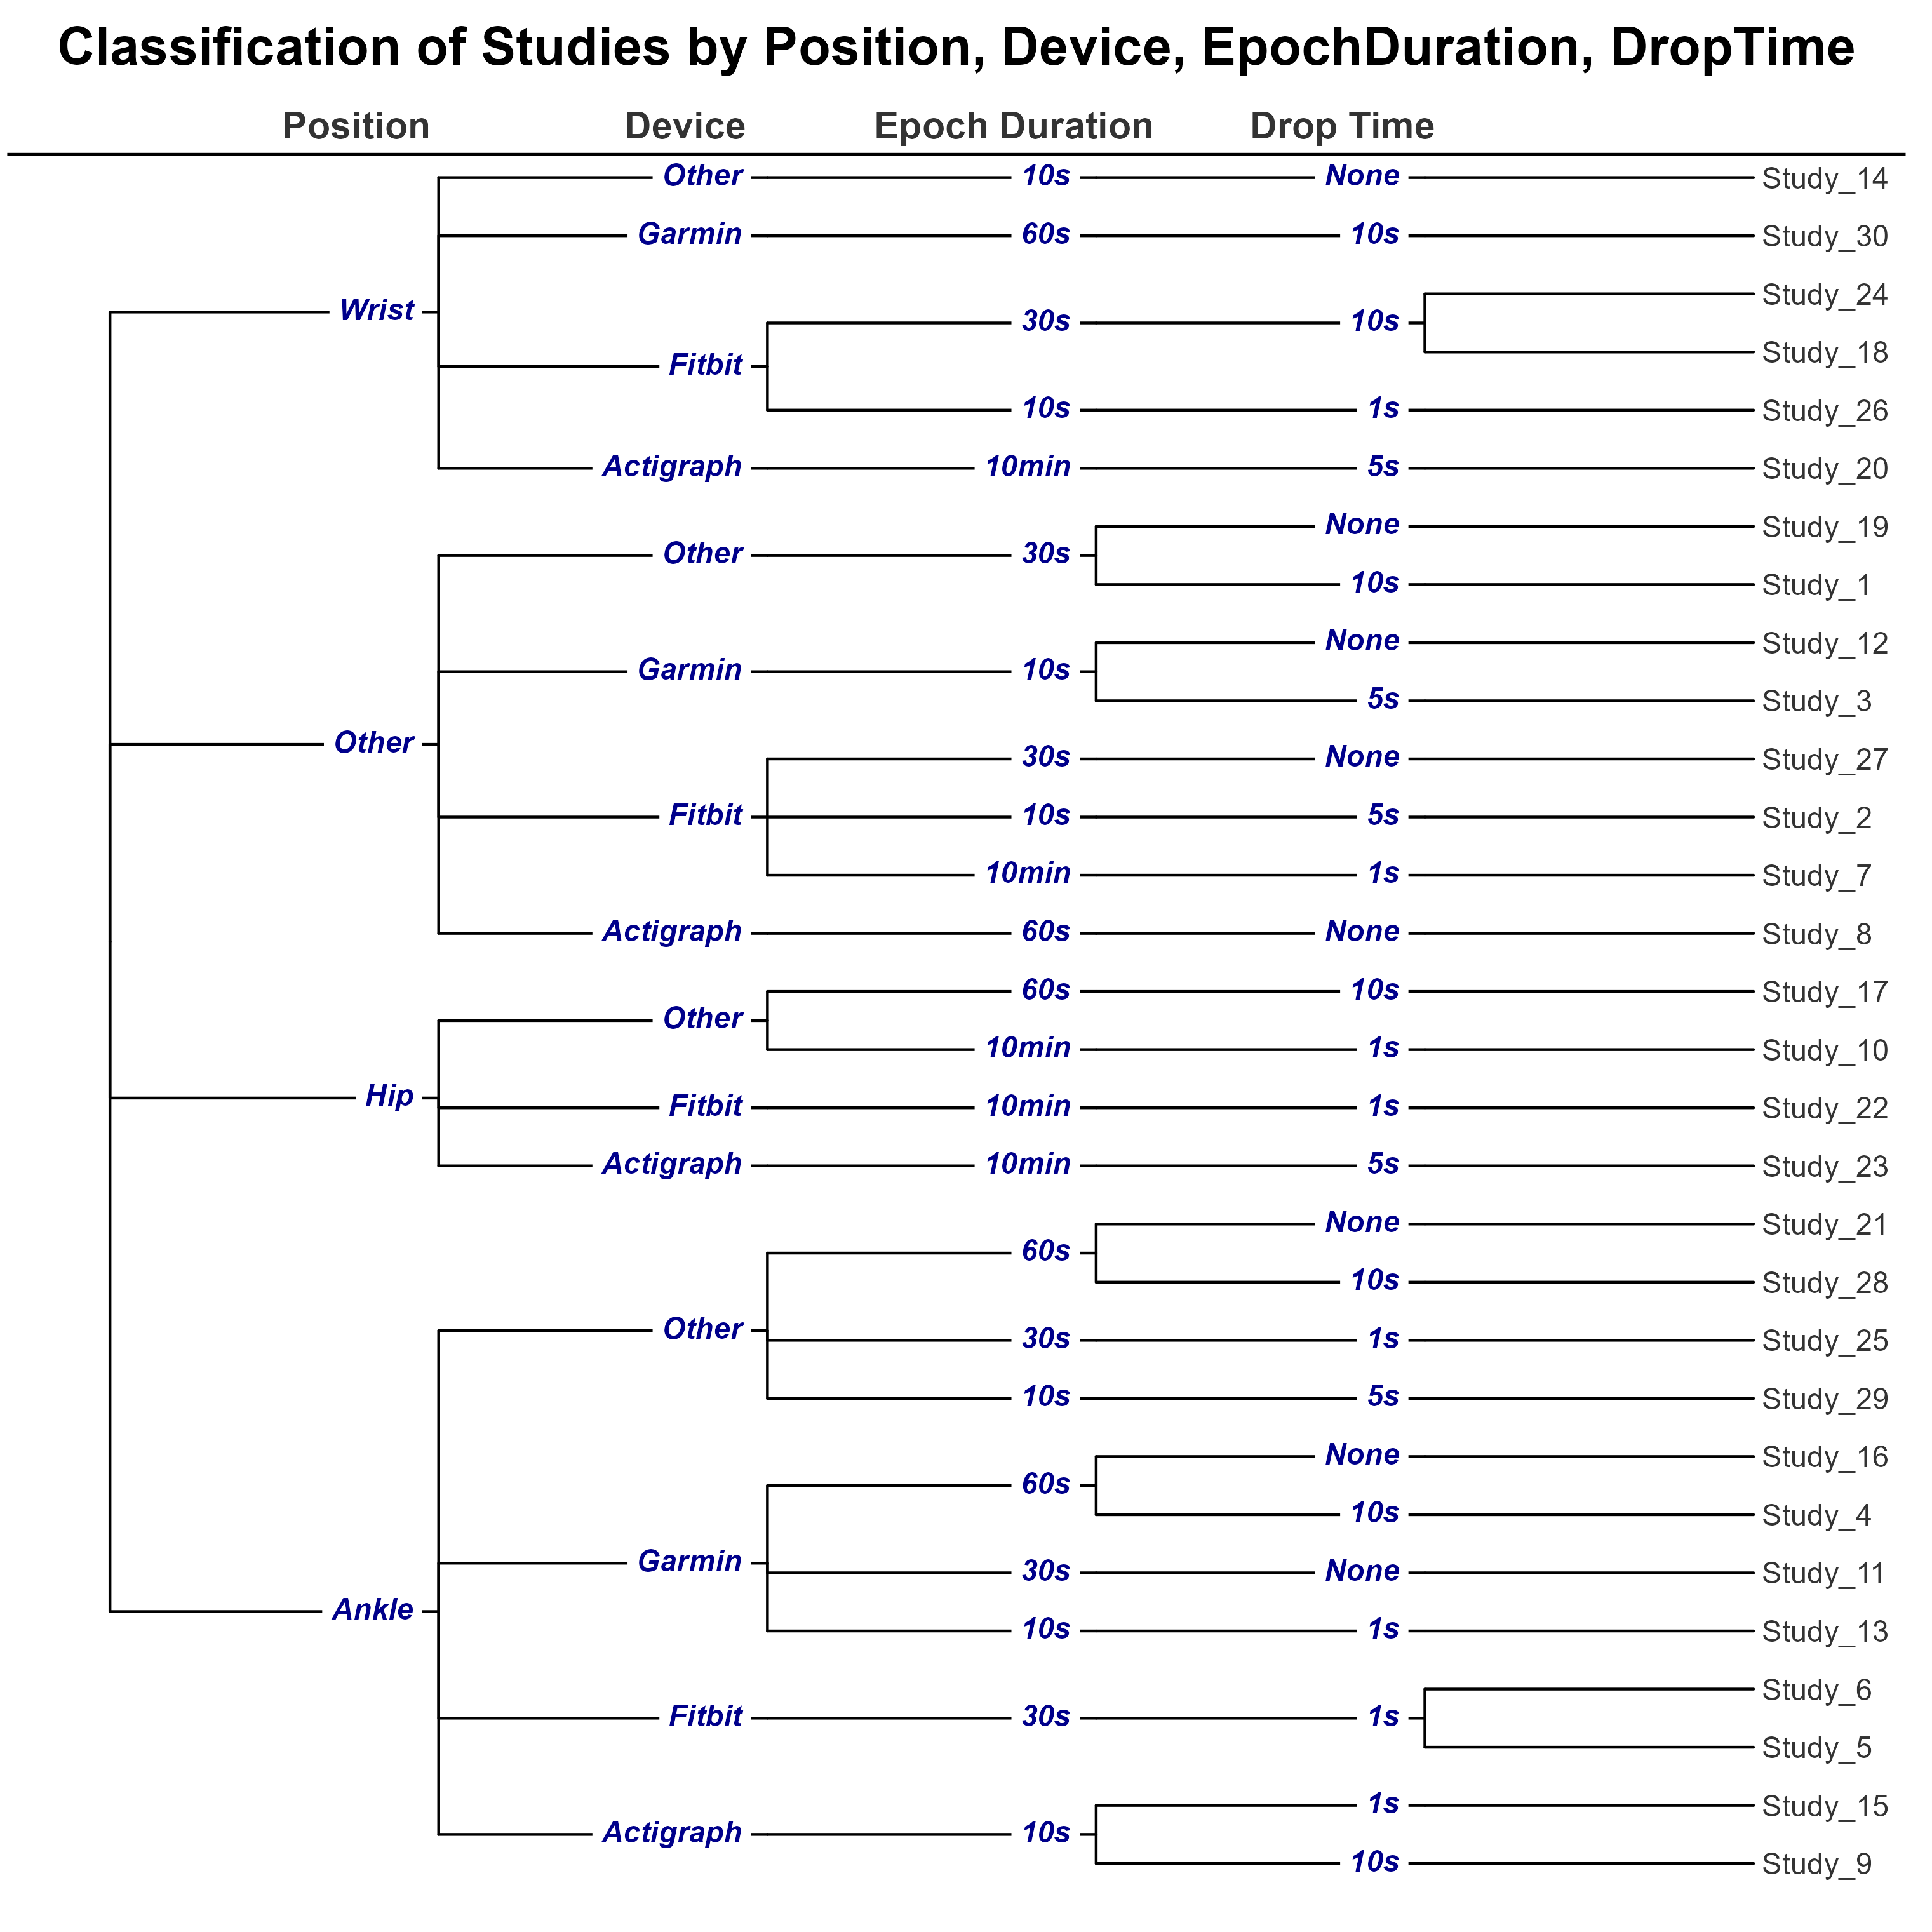 Classification of Studies by Position, Device, EpochDuration, DropTime
Position Device Epoch Duration Drop Time
Other 10s None Study_14
Garmin 60s 10s Study_30
Study_24
Wrist
30s 10s
Study_18
Fitbit
10s 1s Study_26
Actigraph 10min 5s Study_20
None Study_19
Other 30s
10s Study_1
None Study_12
Garmin 10s
5s Study_3
Other
30s None Study_27
Fitbit 10s 5s Study_2
10min 1s Study_7
Actigraph 60s None Study_8
60s 10s Study_17
Other
10min 1s Study_10
Hip
Fitbit 10min 1s Study_22
Actigraph 10min 5s Study_23
None Study_21
60s
10s Study_28
Other
30s 1s Study_25
10s 5s Study_29
None Study_16
60s
10s Study_4
Garmin
30s None Study_11
Ankle
10s 1s Study_13
Study_6
Fitbit 30s 1s
Study_5
1s Study_15
Actigraph 10s
10s Study_9